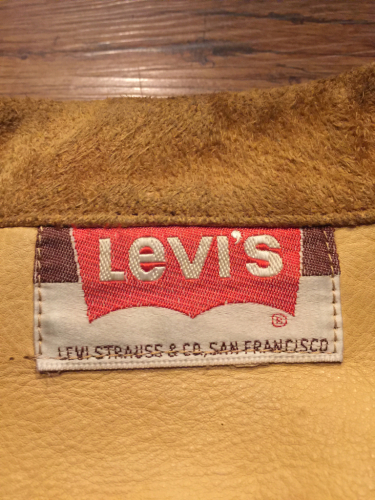 LeVI'S
®
LEVI STRAUSS & CO, SAN FRANCISCO